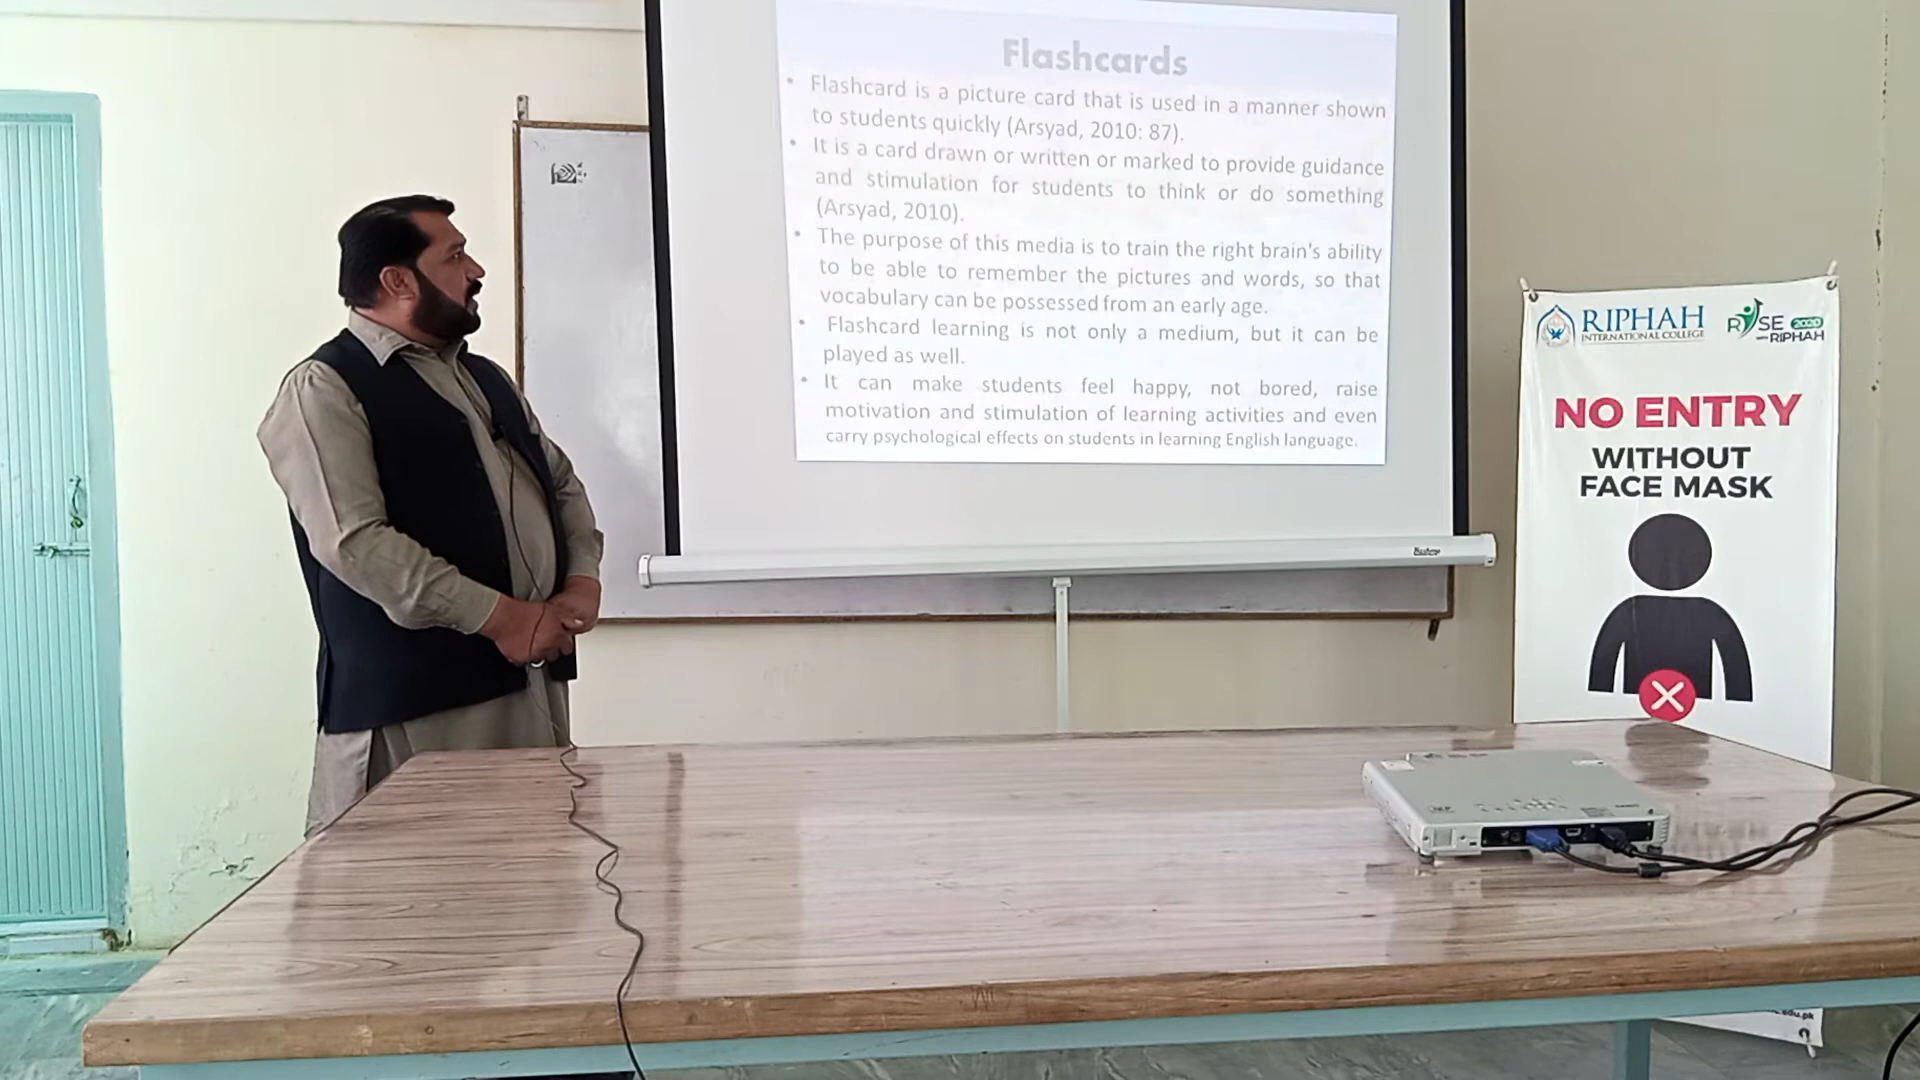 Flashcards
• Flashcard is a picture card that is used in a manner shown
to students quickly (Arsyad, 2010: 87).
• It is a card drawn or written or marked to provide guidance
and stimulation for students to think or do something
(Arsyad, 2010).
• The purpose of this media is to train the right brain's ability
to be able to remember the pictures and words, so that
vocabulary can be possessed from an early age.
• Flashcard learning is not only a medium, but it can be
played as well.
• It can make students feel happy, not bored, raise
motivation and stimulation of learning activities and even
carry psychological effects on students in learning English language.
RIPHAH
INTERNATIONAL COLLEGE
RISE 2020
WITH RIPHAH
NO ENTRY
WITHOUT
FACE MASK
.edu.pk